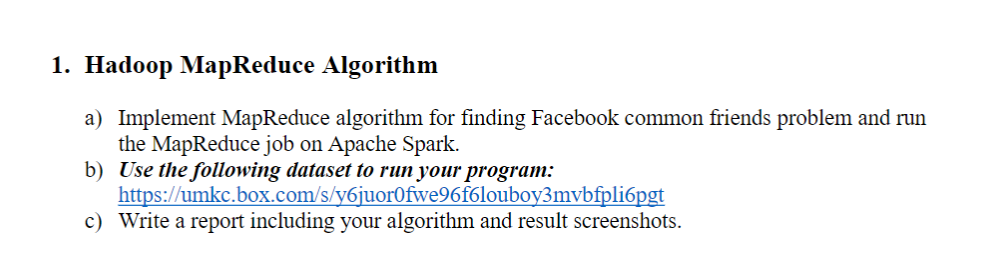 1. Hadoop MapReduce Algorithm
a) Implement MapReduce algorithm for finding Facebook common friends problem and run
the MapReduce job on Apache Spark.
b) Use the following dataset to run your program:
https://umkc.box.com/s/y6juor0fwe96f6louboy3mvbfpli6pgt
c) Write a report including your algorithm and result screenshots.